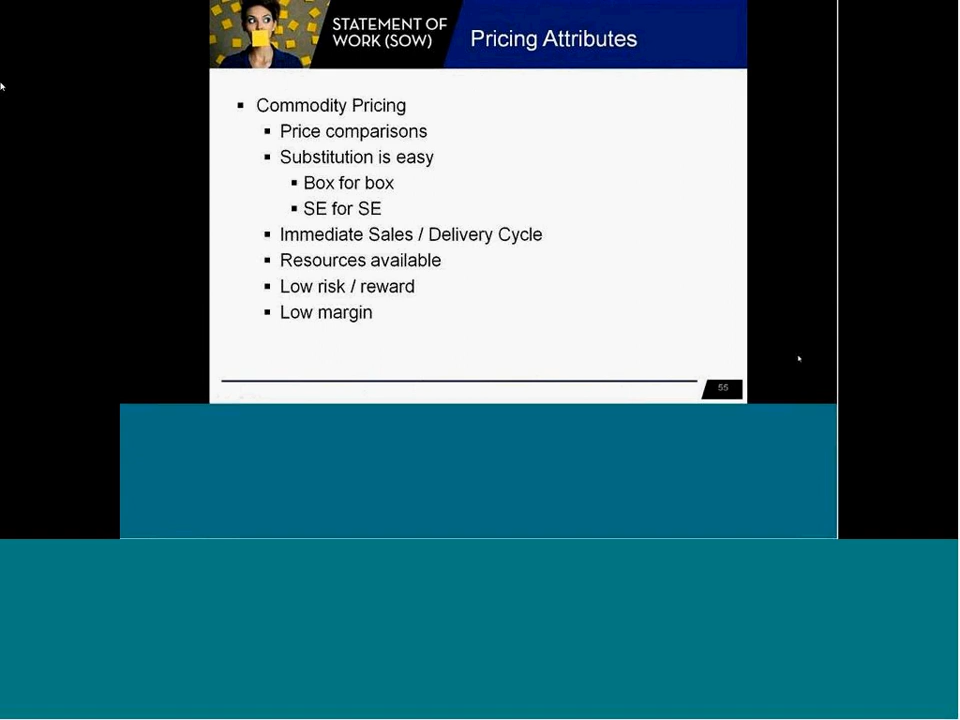 STATEMENT OF
WORK (SOW)
Pricing Attributes
▪ Commodity Pricing
▪ Price comparisons
▪ Substitution is easy
▪ Box for box
▪ SE for SE
▪ Immediate Sales / Delivery Cycle
▪ Resources available
▪ Low risk / reward
▪ Low margin
55